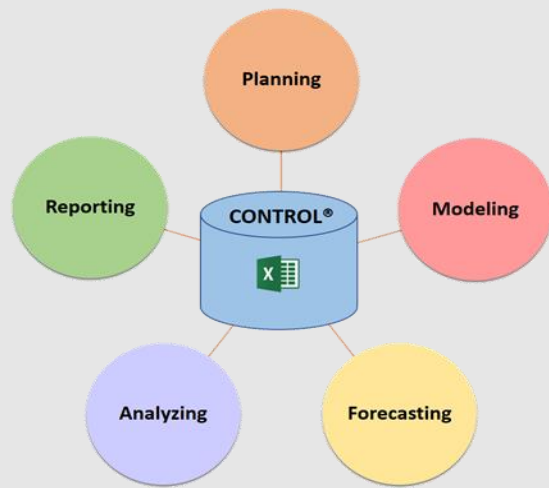 Planning
Reporting
CONTROL®
Modeling
X
Analyzing
Forecasting